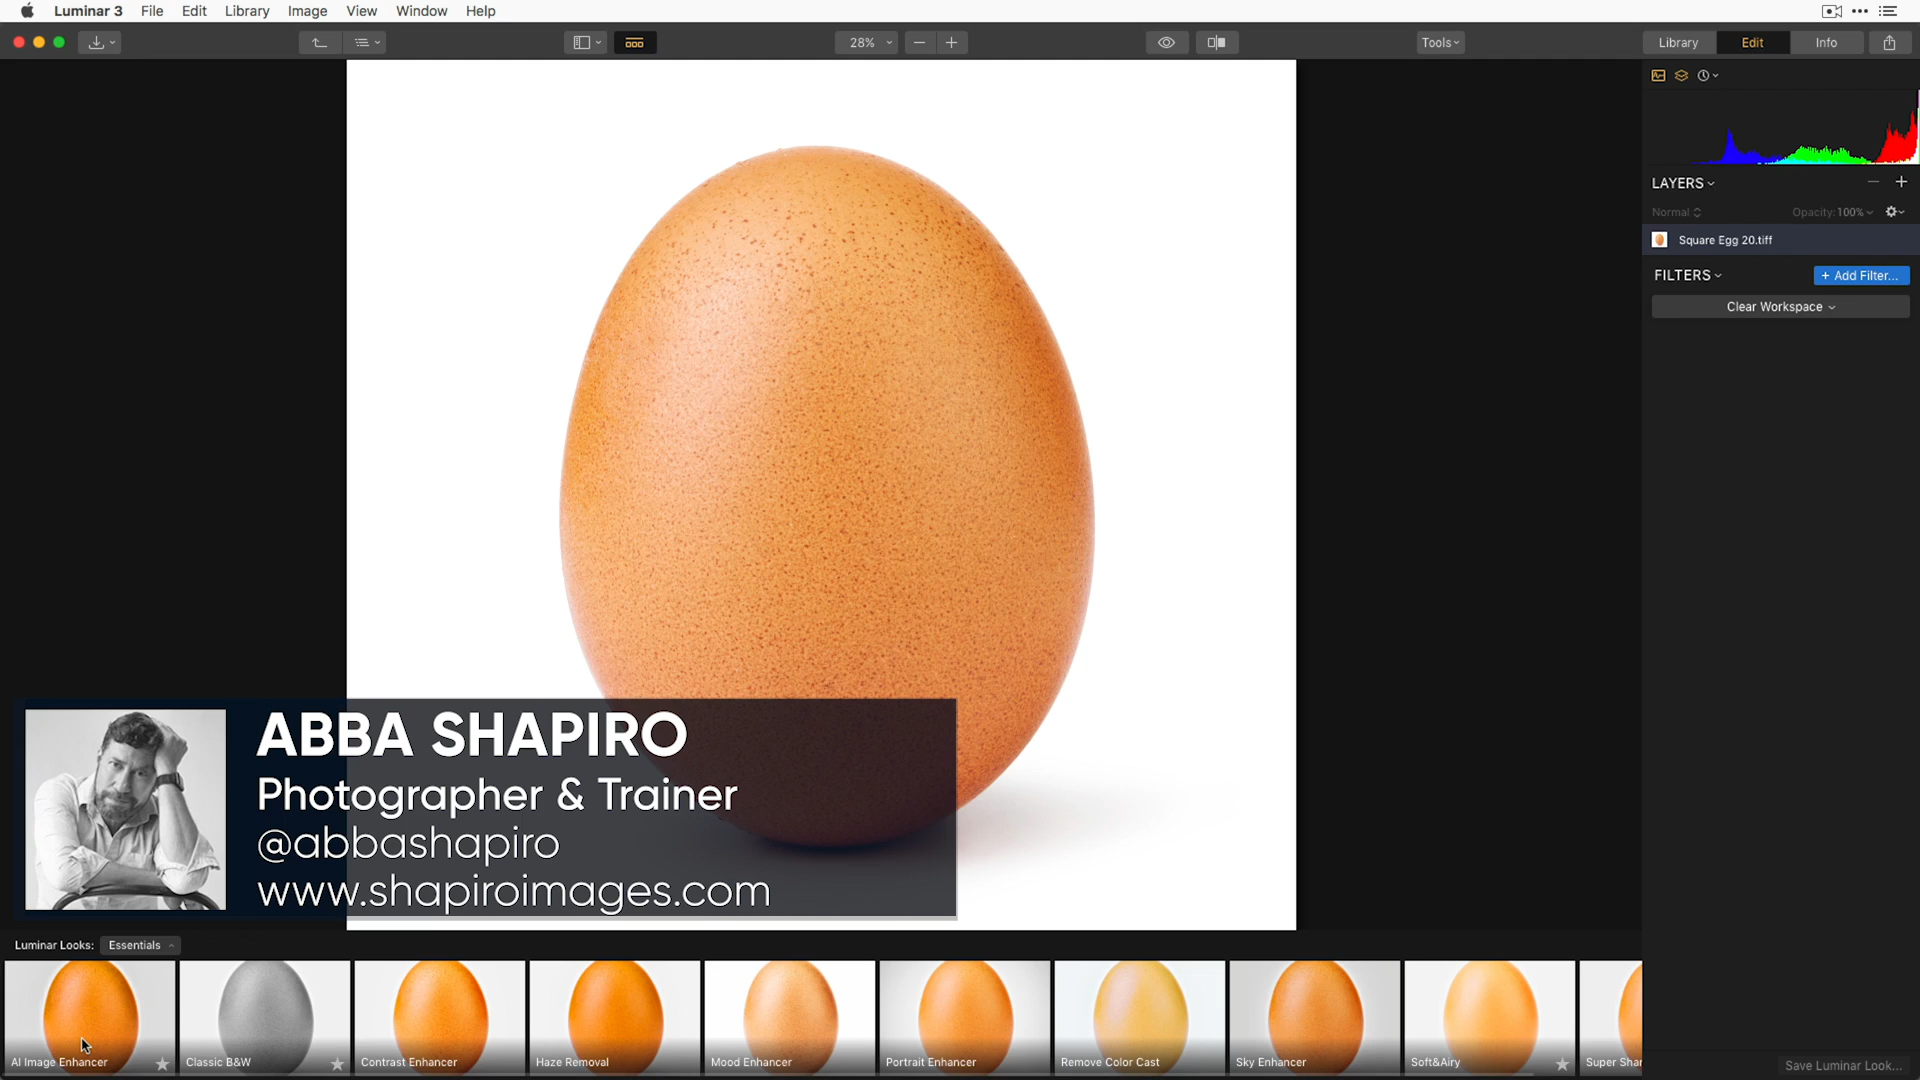 Luminar 3 File Edit Library Image View Window Help
28% Tools Library Edit Info
LAYERS
Normal Opacity: 100%
Square Egg 20.tiff
FILTERS + Add Filter...
Clear Workspace
ABBA SHAPIRO
Photographer & Trainer
@abbashapiro
www.shapiroimages.com
Luminar Looks: Essentials
AI Image Enhancer Classic B&W Contrast Enhancer Haze Removal Mood Enhancer Portrait Enhancer Remove Color Cast Sky Enhancer Soft&Airy Super Shar
Save Luminar Look...